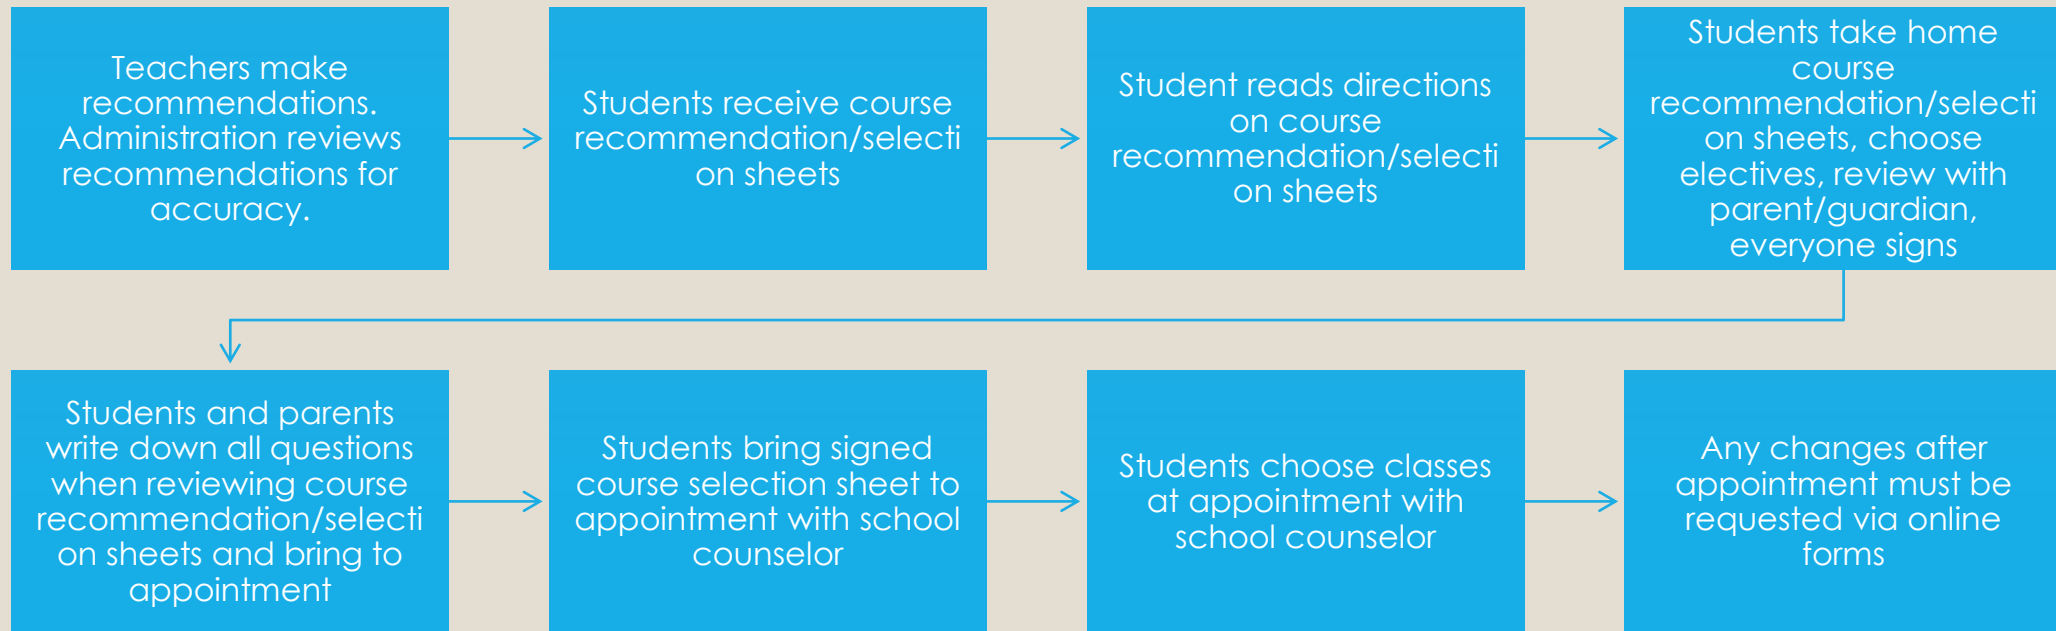 Teachers make
recommendations.
Administration reviews
recommendations for
accuracy.
Students receive course
recommendation/selecti
on sheets
Student reads directions
on course
recommendation/selecti
on sheets
Students take home
course
recommendation/selecti
on sheets, choose
electives, review with
parent/guardian,
everyone signs
Students and parents
write down all questions
when reviewing course
recommendation/selecti
on sheets and bring to
appointment
Students bring signed
course selection sheet to
appointment with school
counselor
Students choose classes
at appointment with
school counselor
Any changes after
appointment must be
requested via online
forms